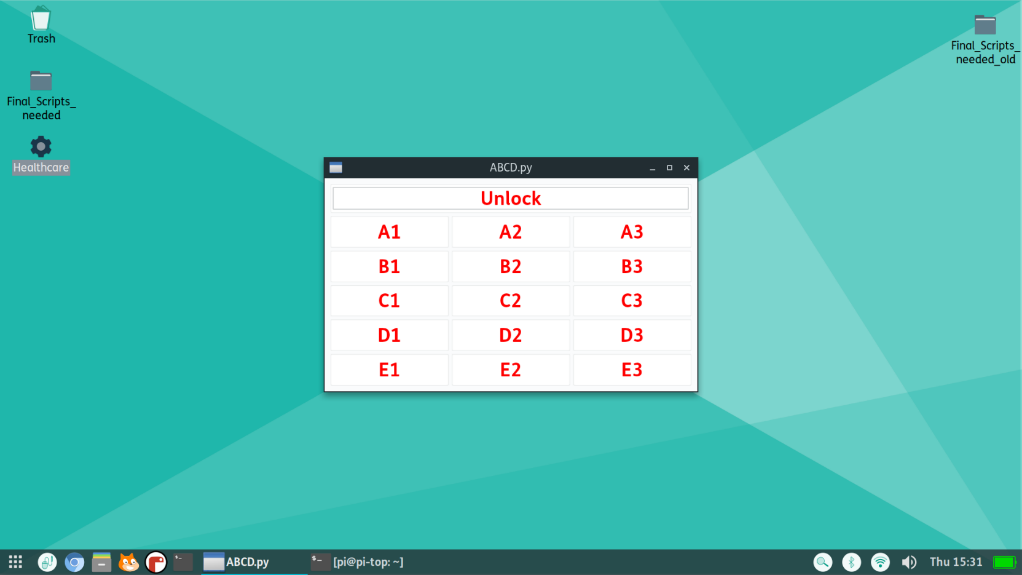 Trash
Final_Scripts_
needed
Healthcare
Final_Scripts_
needed_old
ABCD.py
Unlock
A1 A2 A3
B1 B2 B3
C1 C2 C3
D1 D2 D3
E1 E2 E3
ABCD.py [pi@pi-top: ~] Thu 15:31